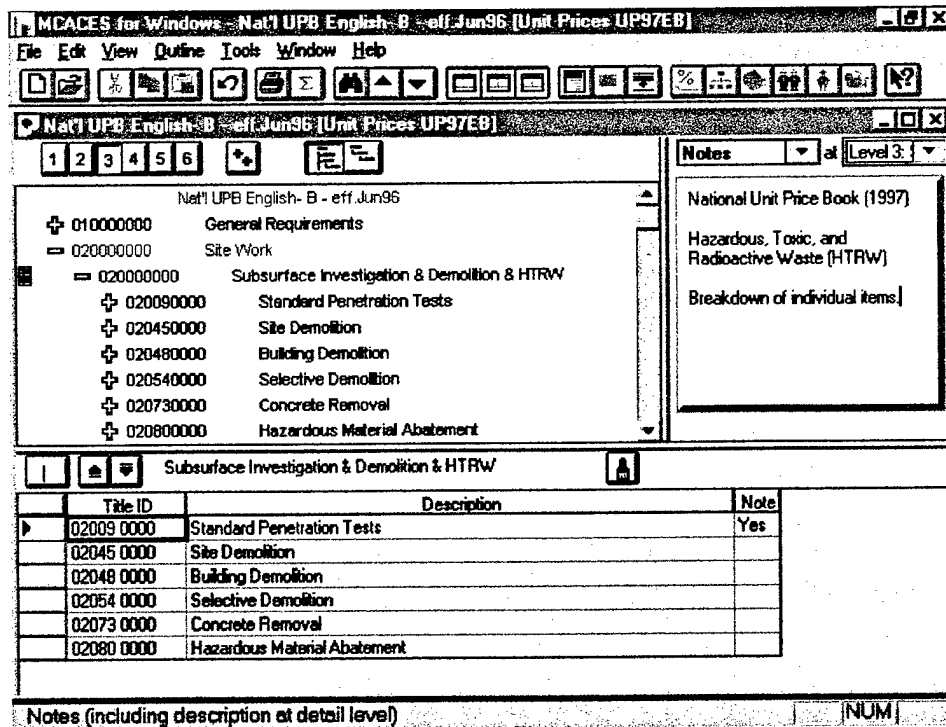 MCACES for Windows - Nat'l UPB English- B - eff.Jun96 [Unit Prices UP97EB]
File Edit View Outline Tools Window Help
Nat'l UPB English- B - eff.Jun96 [Unit Prices UP97EB]
1 2 3 4 5 6
Notes at Level 3:
Nat'l UPB English- B - eff.Jun96
010000000 General Requirements
020000000 Site Work
020000000 Subsurface Investigation & Demolition & HTRW
020090000 Standard Penetration Tests
020450000 Site Demolition
020480000 Building Demolition
020540000 Selective Demolition
020730000 Concrete Removal
020800000 Hazardous Material Abatement
National Unit Price Book (1997)
Hazardous, Toxic, and
Radioactive Waste (HTRW)
Breakdown of individual items.
Subsurface Investigation & Demolition & HTRW
Title ID Description Note
02009 0000 Standard Penetration Tests Yes
02045 0000 Site Demolition
02048 0000 Building Demolition
02054 0000 Selective Demolition
02073 0000 Concrete Removal
02080 0000 Hazardous Material Abatement
Notes (including description at detail level) NUM